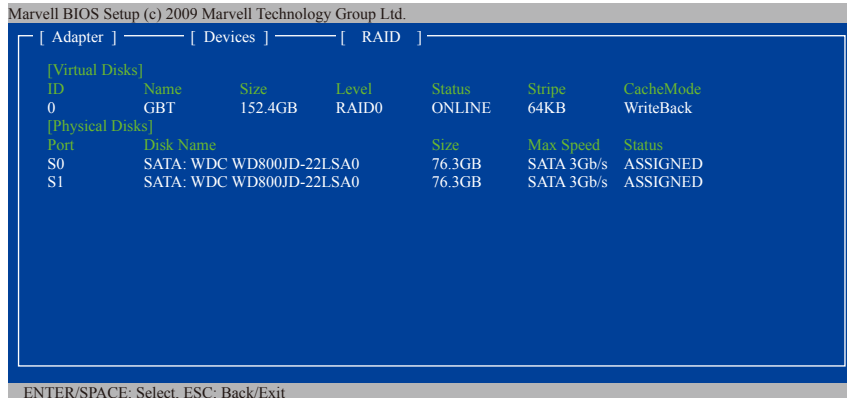 Marvell BIOS Setup (c) 2009 Marvell Technology Group Ltd.
[ Adapter ] [ Devices ] [ RAID ]
[Virtual Disks]
ID Name Size Level Status Stripe CacheMode
0 GBT 152.4GB RAID0 ONLINE 64KB WriteBack
[Physical Disks]
Port Disk Name Size Max Speed Status
S0 SATA: WDC WD800JD-22LSA0 76.3GB SATA 3Gb/s ASSIGNED
S1 SATA: WDC WD800JD-22LSA0 76.3GB SATA 3Gb/s ASSIGNED
ENTER/SPACE: Select, ESC: Back/Exit